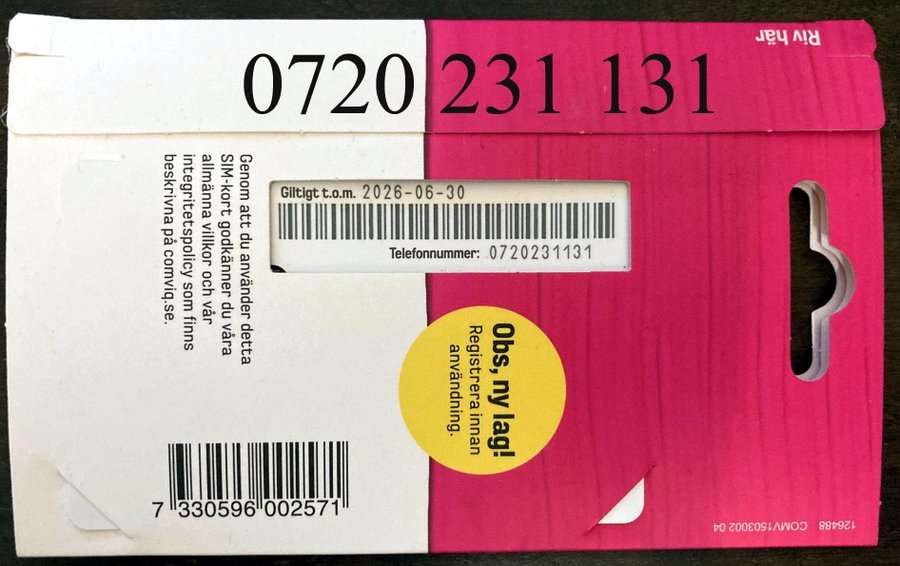 Riv här
0720 231 131
Giltigt t.o.m. 2026-06-30
Telefonnummer: 0720231131
Genom att du använder detta
SIM-kort godkänner du våra
allmänna villkor och vår
integritetspolicy som finns
beskrivna på comviq.se.
Obs, ny lag!
Registrera innan
användning.
7 330596 002571
126488 COMV1503002 04